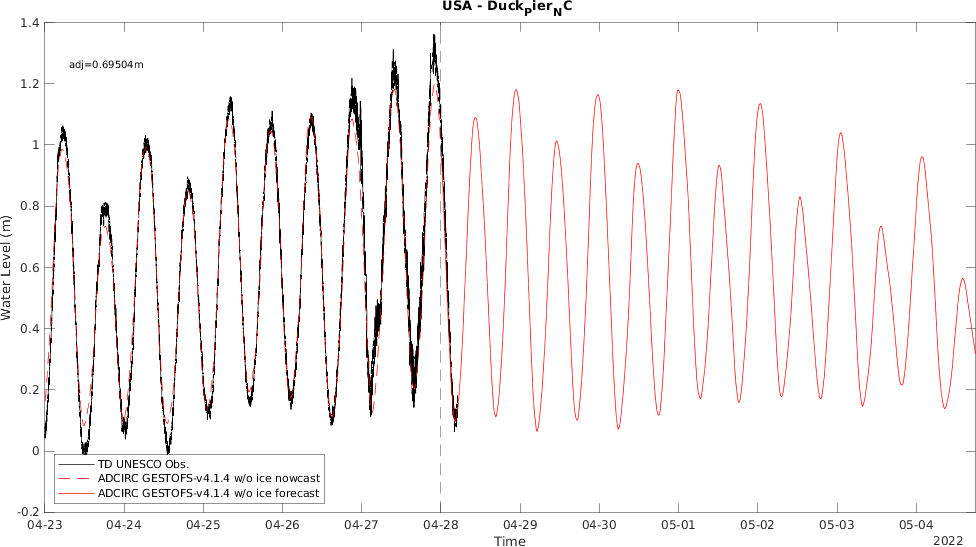 USA - DuckPierNC
1.4
adj=0.69504m
1.2
1
0.8
0.6
0.4
0.2
0
-0.2
Water Level (m)
TD UNESCO Obs.
ADCIRC GESTOFS-v4.1.4 w/o ice nowcast
ADCIRC GESTOFS-v4.1.4 w/o ice forecast
04-23 04-24 04-25 04-26 04-27 04-28 04-29 04-30 05-01 05-02 05-03 05-04
Time
2022